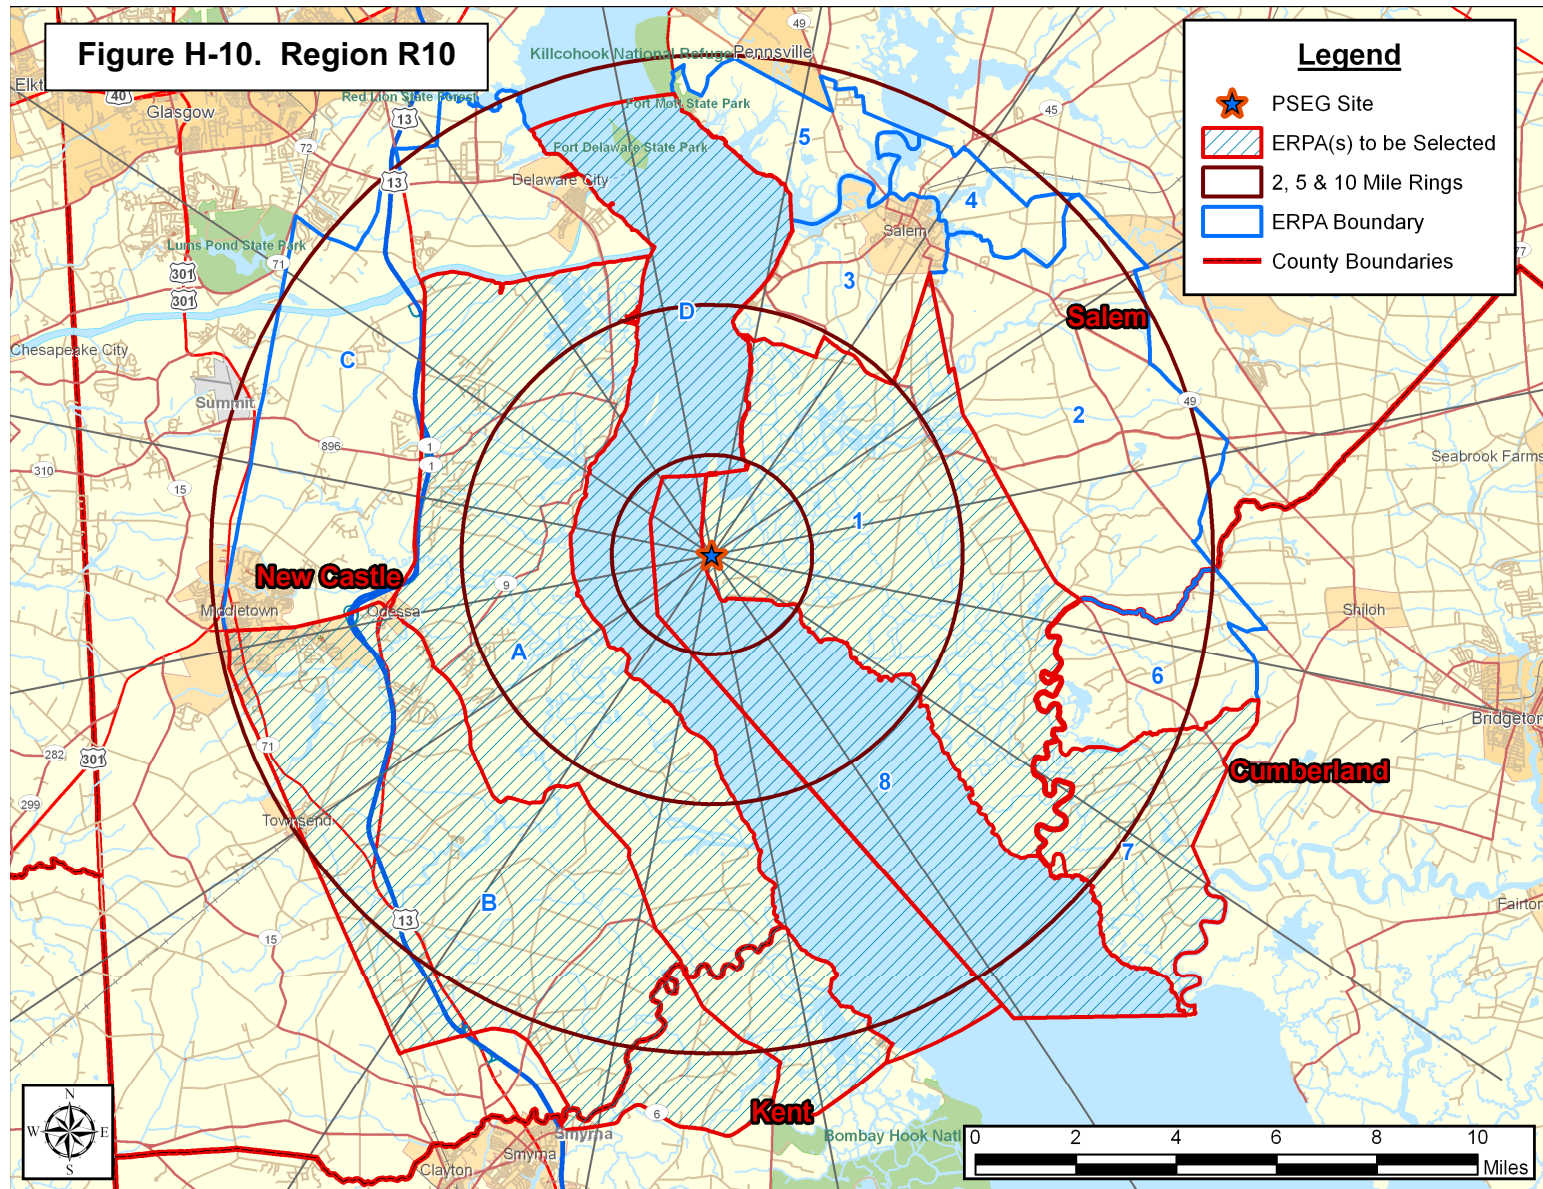 Figure H-10.  Region R10
Legend
PSEG Site
ERPA(s) to be Selected
2, 5 & 10 Mile Rings
ERPA Boundary
County Boundaries
Killcohook National Refuge
Pennsville
49
Elkt
40
Glasgow
Red Lion State Forest
13
Fort Mott State Park
45
72
5
Fort Delaware State Park
13
Delaware City
4
Salem
Lums Pond State Park
71
301
301
3
77
D
Salem
Chesapeake City
C
Summit
49
2
896
1
1
310
15
Seabrook Farms
1
New Castle
9
Middletown
Odessa
Shiloh
A
6
Bridgeton
71
282
301
Cumberland
8
299
Townsend
7
B
13
15
Fairton
N
W
E
S
6
Kent
Smyrna
Smyrna
Clayton
Bombay Hook Nati
0 2 4 6 8 10
Miles